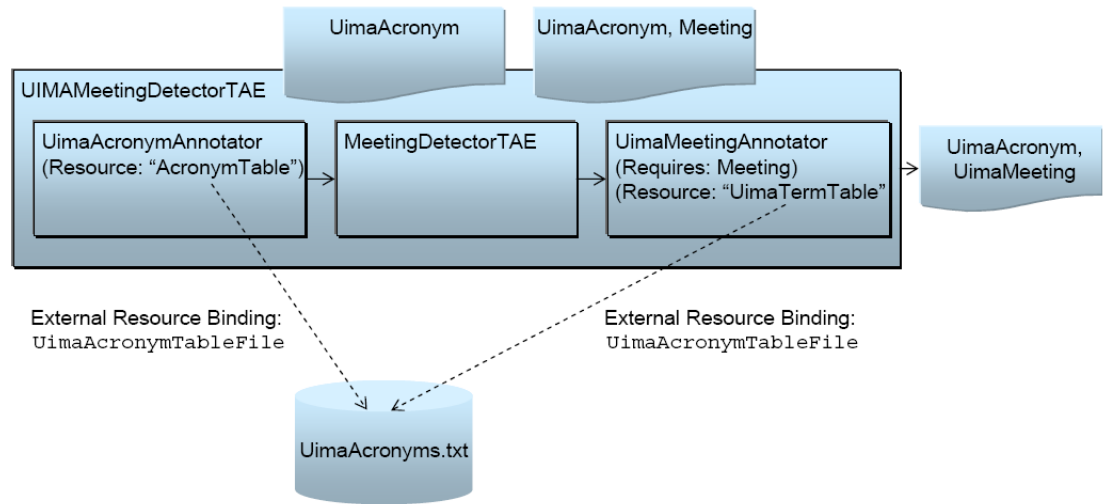 UimaAcronym
UimaAcronym, Meeting
UIMAMeetingDetectorTAE
UimaAcronymAnnotator
(Resource: “AcronymTable”)
MeetingDetectorTAE
UimaMeetingAnnotator
(Requires: Meeting)
(Resource: “UimaTermTable”
UimaAcronym,
UimaMeeting
External Resource Binding:
UimaAcronymTableFile
External Resource Binding:
UimaAcronymTableFile
UimaAcronyms.txt